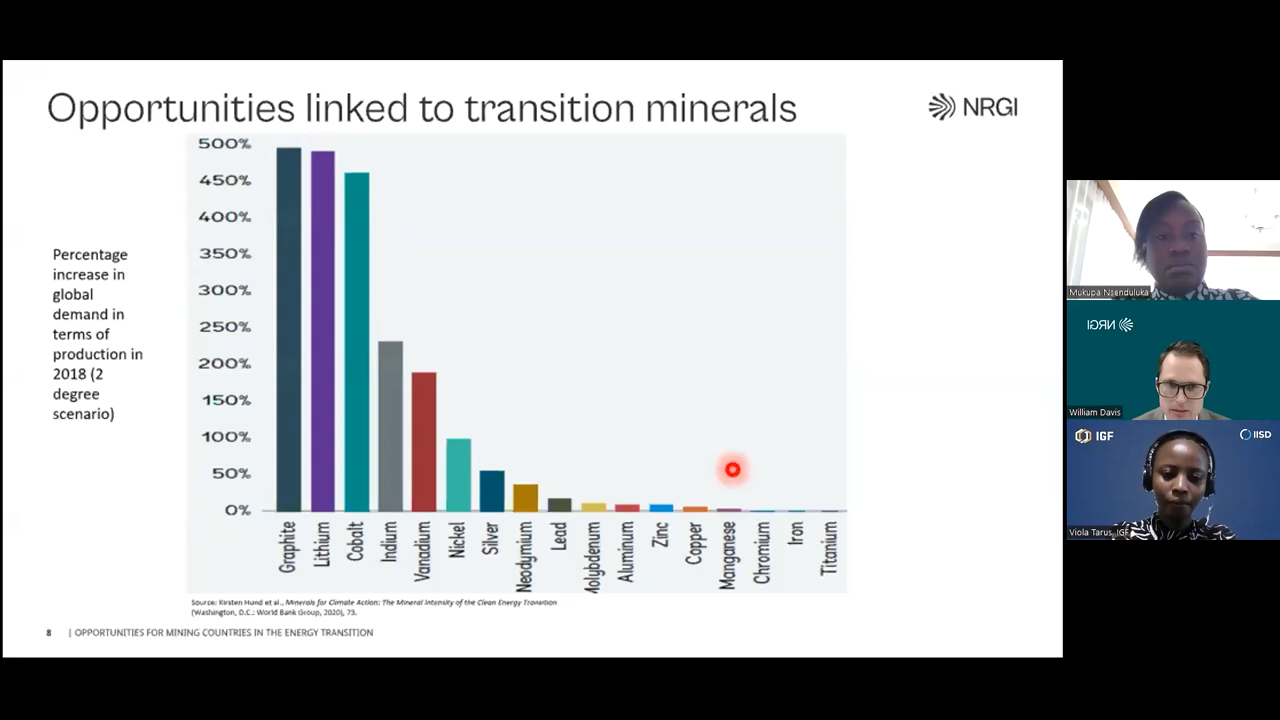 Opportunities linked to transition minerals
NRGI
500%
450%
400%
350%
300%
250%
200%
150%
100%
50%
0%
Percentage
increase in
global
demand in
terms of
production in
2018 (2
degree
scenario)
Graphite
Lithium
Cobalt
Indium
Vanadium
Nickel
Silver
Neodymium
Lead
Molybdenum
Aluminum
Zinc
Copper
Manganese
Chromium
Iron
Titanium
Source: Kirsten Hund et al., Minerals for Climate Action: The Mineral Intensity of the Clean Energy Transition
(Washington, D.C.: World Bank Group, 2020), 73.
8 | OPPORTUNITIES FOR MINING COUNTRIES IN THE ENERGY TRANSITION
Mukupa Nsenduluka
NRGI
William Davis
IGF
IISD
Viola Tarus, IGF